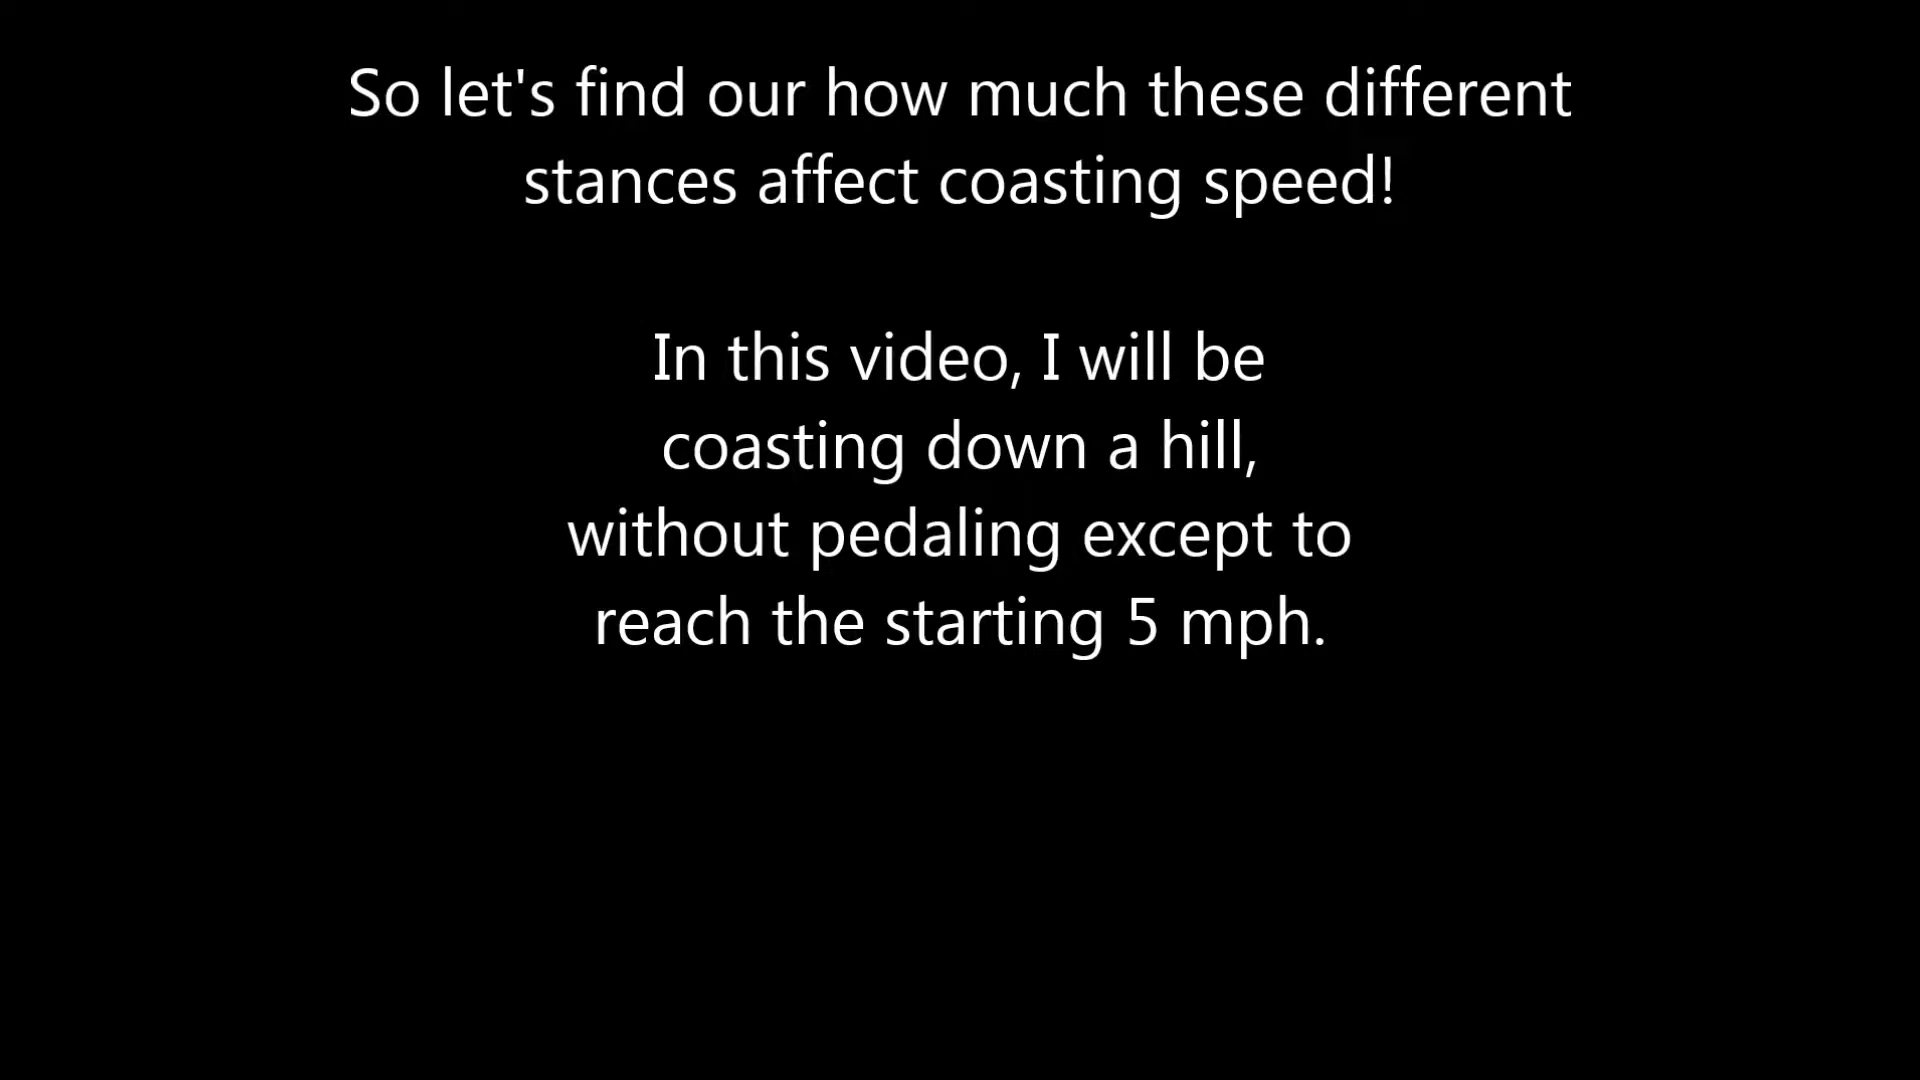 So let's find our how much these different
stances affect coasting speed!
In this video, I will be
coasting down a hill,
without pedaling except to
reach the starting 5 mph.